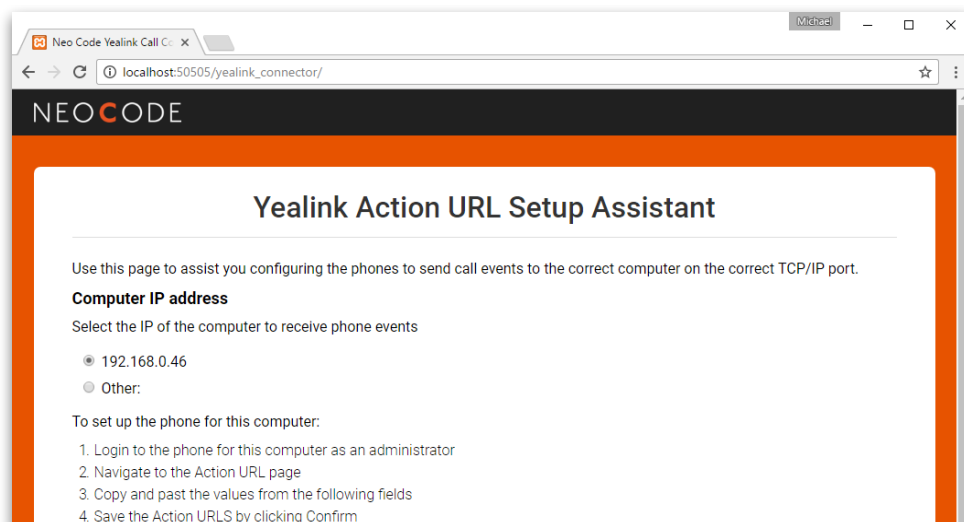 Michael
Neo Code Yealink Call Co
localhost:50505/yealink_connector/
NEOCODE
Yealink Action URL Setup Assistant
Use this page to assist you configuring the phones to send call events to the correct computer on the correct TCP/IP port.
Computer IP address
Select the IP of the computer to receive phone events
192.168.0.46
Other:
To set up the phone for this computer:
1. Login to the phone for this computer as an administrator
2. Navigate to the Action URL page
3. Copy and past the values from the following fields
4. Save the Action URLS by clicking Confirm